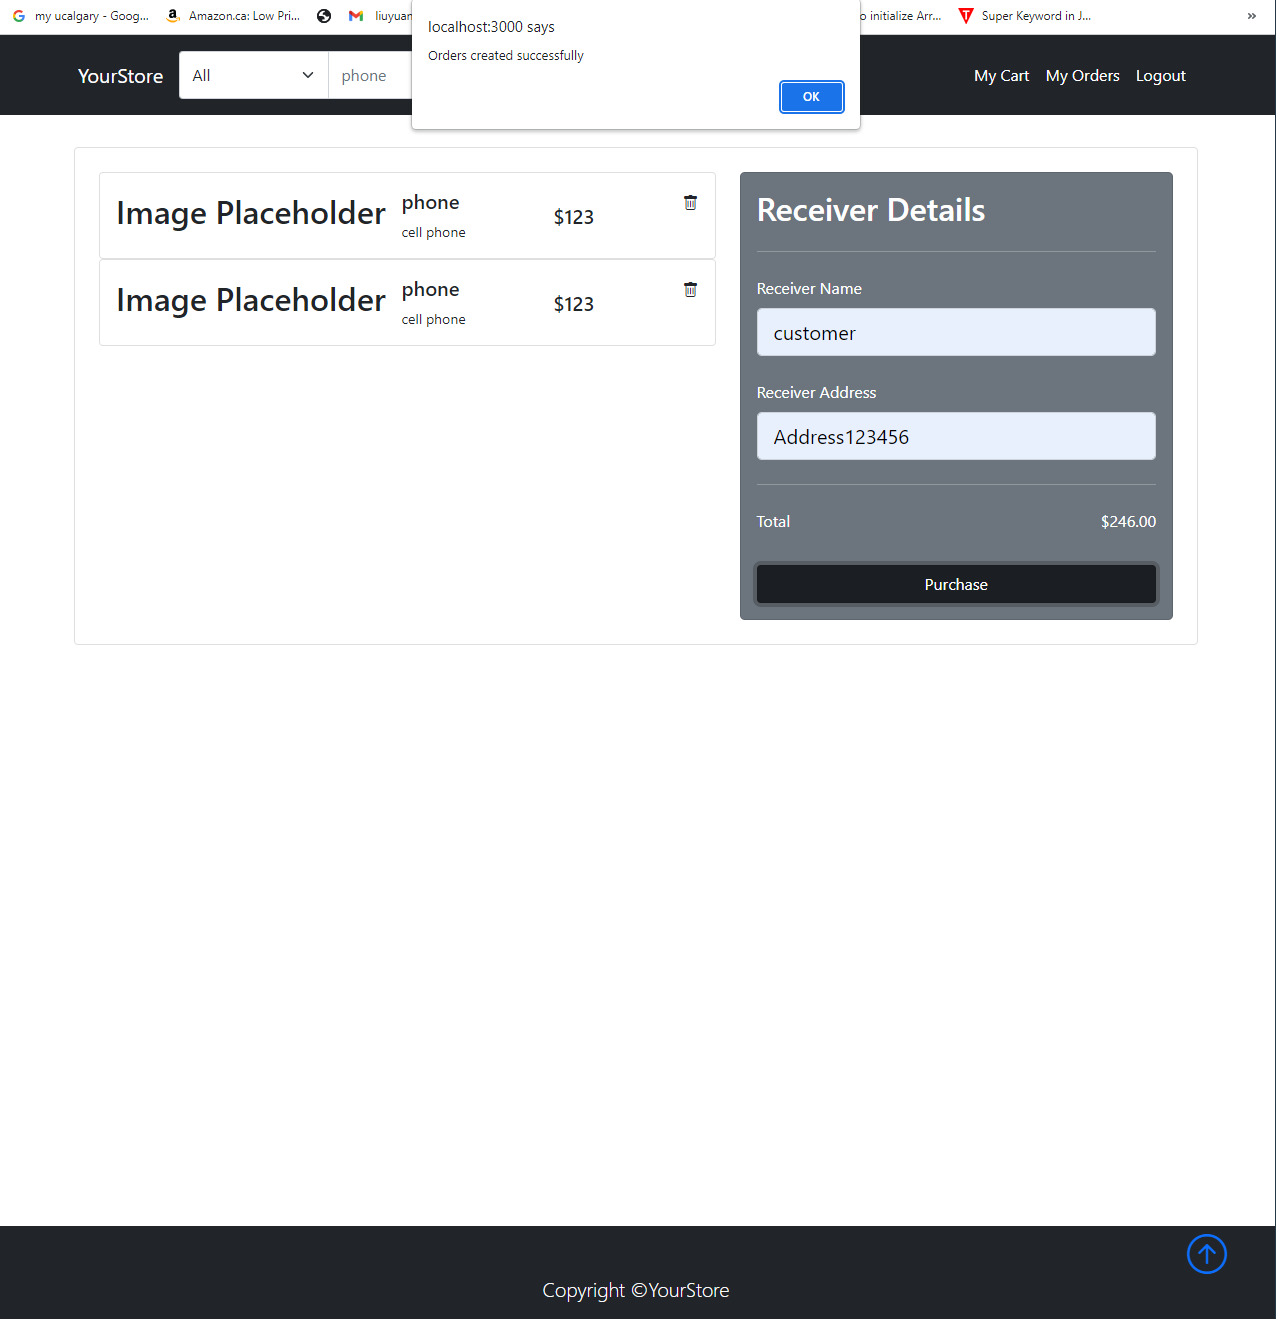 my ucalgary - Goog...
Amazon.ca: Low Pri...
liuyuan
o initialize Arr...
Super Keyword in J...
»
localhost:3000 says
Orders created successfully
OK
YourStore
All
phone
My Cart
My Orders
Logout
Image Placeholder
phone
cell phone
$123
Image Placeholder
phone
cell phone
$123
Receiver Details
Receiver Name
customer
Receiver Address
Address123456
Total
$246.00
Purchase
Copyright ©YourStore